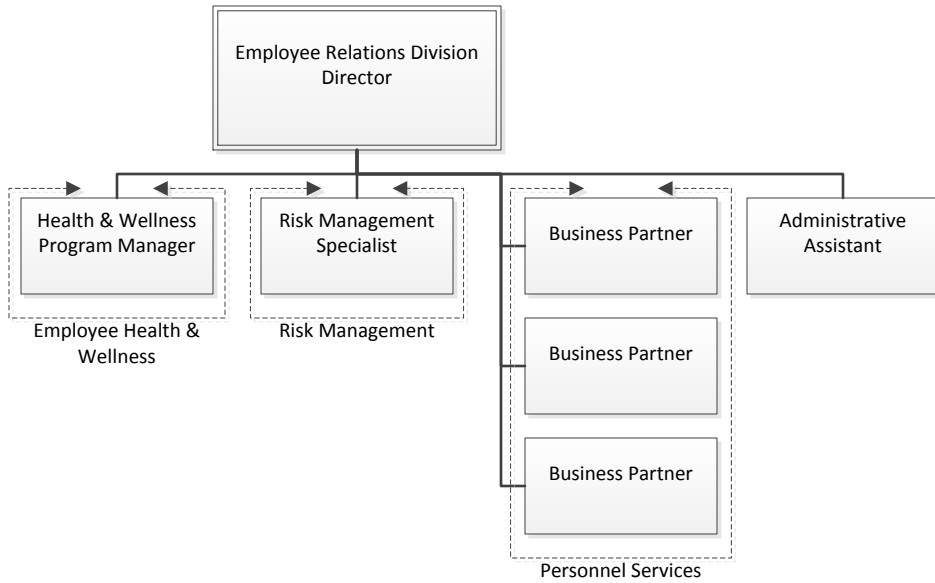 Employee Relations Division
Director
Health & Wellness
Program Manager
Risk Management
Specialist
Business Partner
Administrative
Assistant
Employee Health &
Wellness
Risk Management
Business Partner
Business Partner
Personnel Services